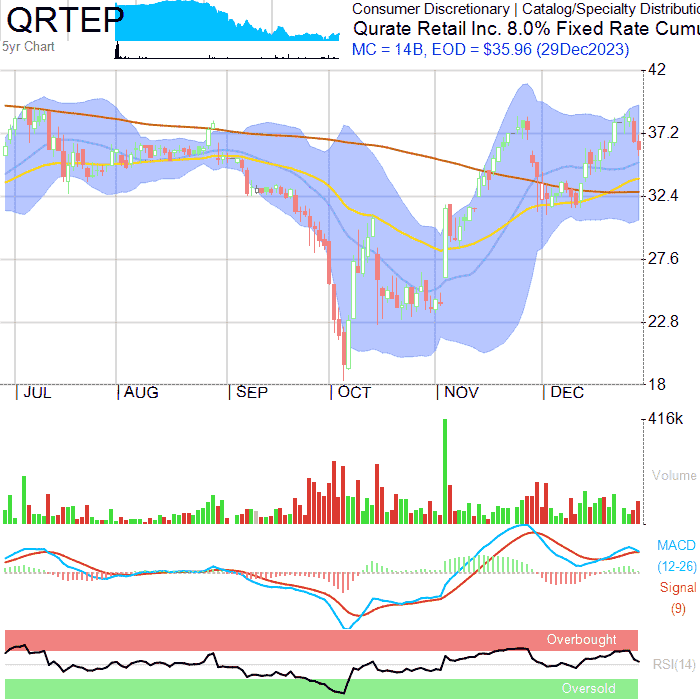 QRTEP
5yr Chart
Consumer Discretionary | Catalog/Specialty Distributio
Qurate Retail Inc. 8.0% Fixed Rate Cumu
MC = 14B, EOD = $35.96 (29Dec2023)
42
37.2
32.4
27.6
22.8
18
JUL AUG SEP OCT NOV DEC
416k
Volume
MACD
(12-26)
Signal
(9)
Overbought
RSI(14)
Oversold